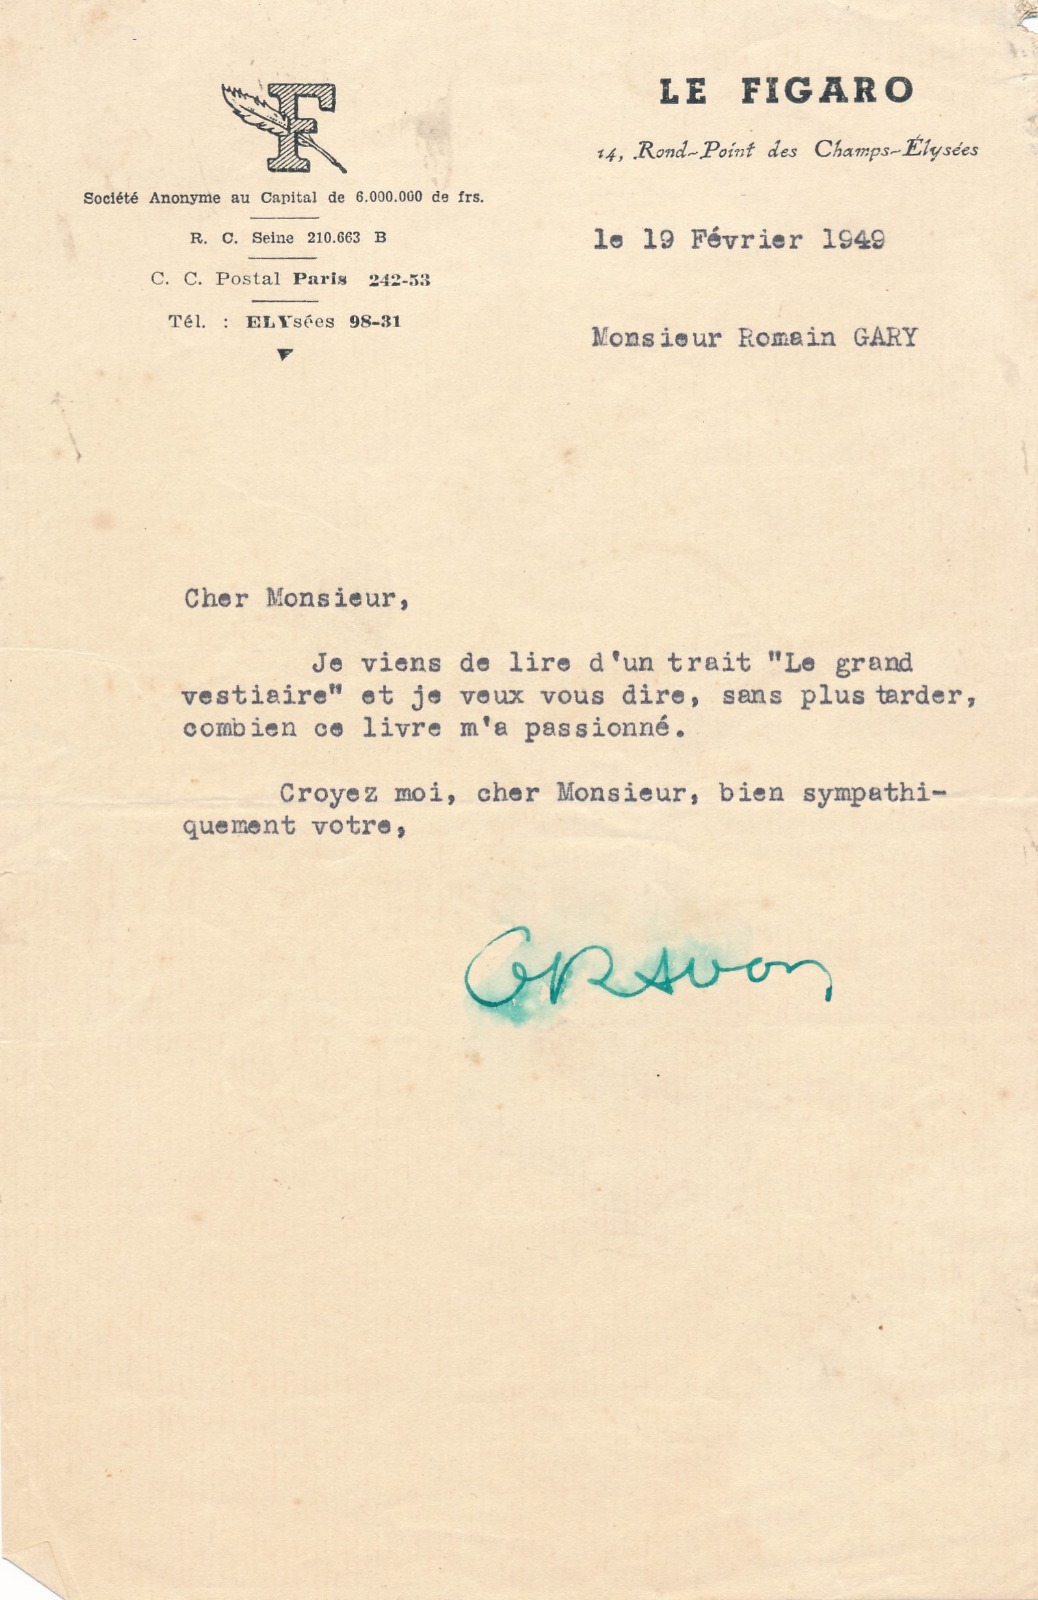 F
LE FIGARO
14, Rond-Point des Champs-Élysées
Société Anonyme au Capital de 6.000.000 de frs.
R. C. Seine 210.663 B
C. C. Postal Paris 242-53
Tél. : ELYsées 98-31
le 19 Février 1949
Monsieur Romain GARY
Cher Monsieur,
Je viens de lire d'un trait "Le grand
vestiaire" et je veux vous dire, sans plus tarder,
combien ce livre m'a passionné.
Croyez moi, cher Monsieur, bien sympathi-
quement votre,